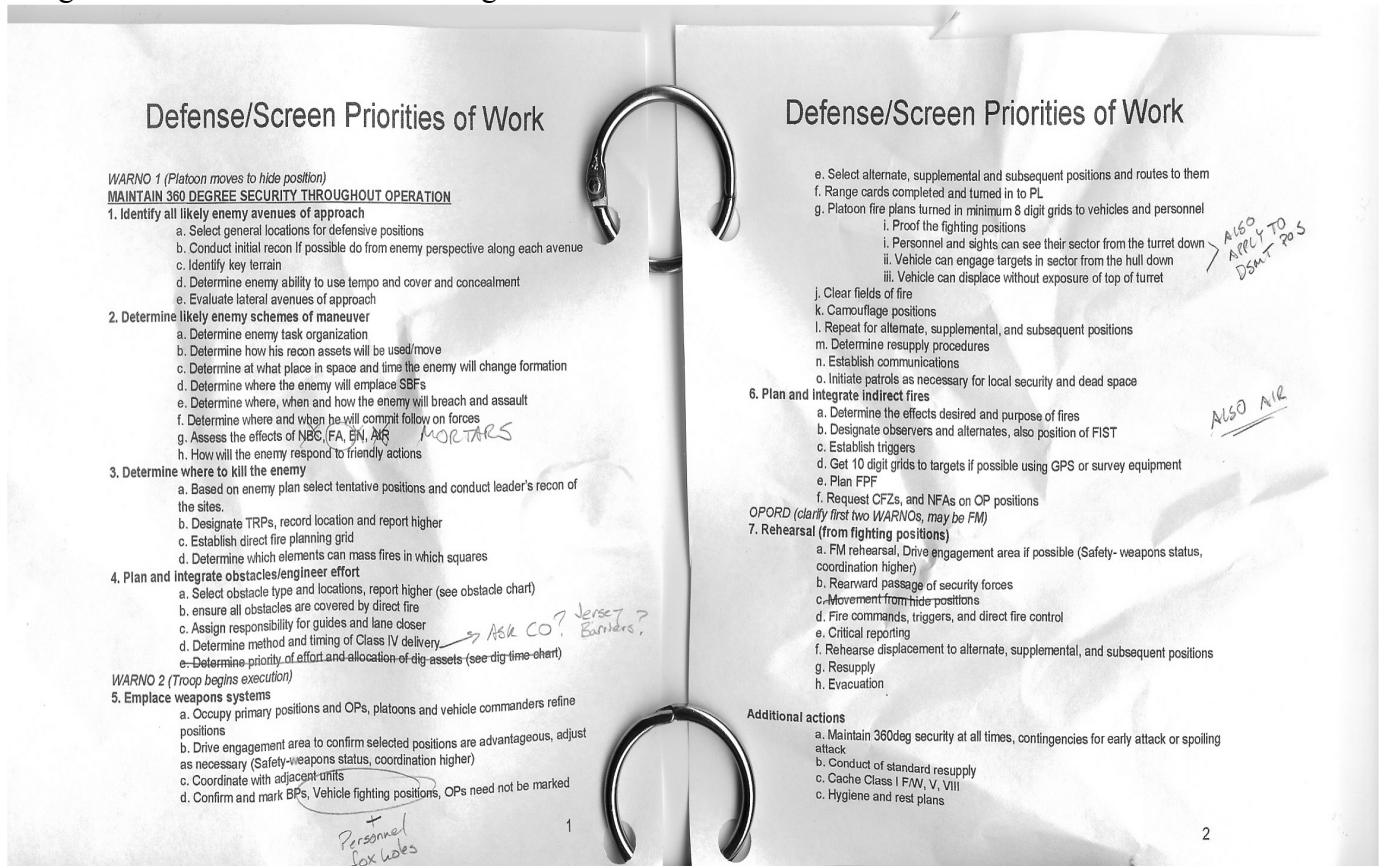 Defense/Screen Priorities of Work
WARNO 1 (Platoon moves to hide position)
MAINTAIN 360 DEGREE SECURITY THROUGHOUT OPERATION
1. Identify all likely enemy avenues of approach
a. Select general locations for defensive positions
b. Conduct initial recon If possible do from enemy perspective along each avenue
c. Identify key terrain
d. Determine enemy ability to use tempo and cover and concealment
e. Evaluate lateral avenues of approach
2. Determine likely enemy schemes of maneuver
a. Determine enemy task organization
b. Determine how his recon assets will be used/move
c. Determine at what place in space and time the enemy will change formation
d. Determine where the enemy will emplace SBFs
e. Determine where, when and how the enemy will breach and assault
f. Determine where and when he will commit follow on forces
g. Assess the effects of NBC, FA, EN, AIR MORTARS
h. How will the enemy respond to friendly actions
3. Determine where to kill the enemy
a. Based on enemy plan select tentative positions and conduct leader's recon of
the sites.
b. Designate TRPs, record location and report higher
c. Establish direct fire planning grid
d. Determine which elements can mass fires in which squares
4. Plan and integrate obstacles/engineer effort
a. Select obstacle type and locations, report higher (see obstacle chart)
b. ensure all obstacles are covered by direct fire
c. Assign responsibility for guides and lane closer
d. Determine method and timing of Class IV delivery → ASK CO? Jersey Barriers?
e. Determine priority of effort and allocation of dig assets (see dig time chart)
WARNO 2 (Troop begins execution)
5. Emplace weapons systems
a. Occupy primary positions and OPs, platoons and vehicle commanders refine
positions
b. Drive engagement area to confirm selected positions are advantageous, adjust
as necessary (Safety-weapons status, coordination higher)
c. Coordinate with adjacent units
d. Confirm and mark BPs, Vehicle fighting positions, OPs need not be marked
+
Personnel
fox holes
1
Defense/Screen Priorities of Work
e. Select alternate, supplemental and subsequent positions and routes to them
f. Range cards completed and turned in to PL
g. Platoon fire plans turned in minimum 8 digit grids to vehicles and personnel
i. Proof the fighting positions
i. Personnel and sights can see their sector from the turret down
ii. Vehicle can engage targets in sector from the hull down
iii. Vehicle can displace without exposure of top of turret
ALSO
APPLY TO
DSMT POS
j. Clear fields of fire
k. Camouflage positions
l. Repeat for alternate, supplemental, and subsequent positions
m. Determine resupply procedures
n. Establish communications
o. Initiate patrols as necessary for local security and dead space
6. Plan and integrate indirect fires
a. Determine the effects desired and purpose of fires
b. Designate observers and alternates, also position of FIST
ALSO AIR
c. Establish triggers
d. Get 10 digit grids to targets if possible using GPS or survey equipment
e. Plan FPF
f. Request CFZs, and NFAs on OP positions
OPORD (clarify first two WARNOs, may be FM)
7. Rehearsal (from fighting positions)
a. FM rehearsal, Drive engagement area if possible (Safety- weapons status,
coordination higher)
b. Rearward passage of security forces
c. Movement from hide positions
d. Fire commands, triggers, and direct fire control
e. Critical reporting
f. Rehearse displacement to alternate, supplemental, and subsequent positions
g. Resupply
h. Evacuation
Additional actions
a. Maintain 360deg security at all times, contingencies for early attack or spoiling
attack
b. Conduct of standard resupply
c. Cache Class I F/W, V, VIII
c. Hygiene and rest plans
2